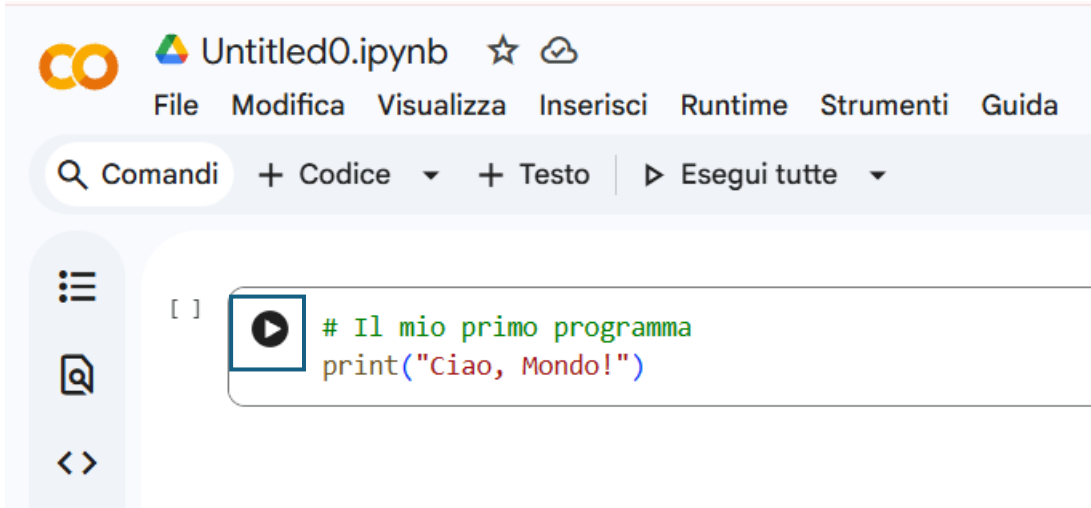 Untitled0.ipynb
File Modifica Visualizza Inserisci Runtime Strumenti Guida
Comandi + Codice + Testo Esegui tutte
[ ]
# Il mio primo programma
print("Ciao, Mondo!")